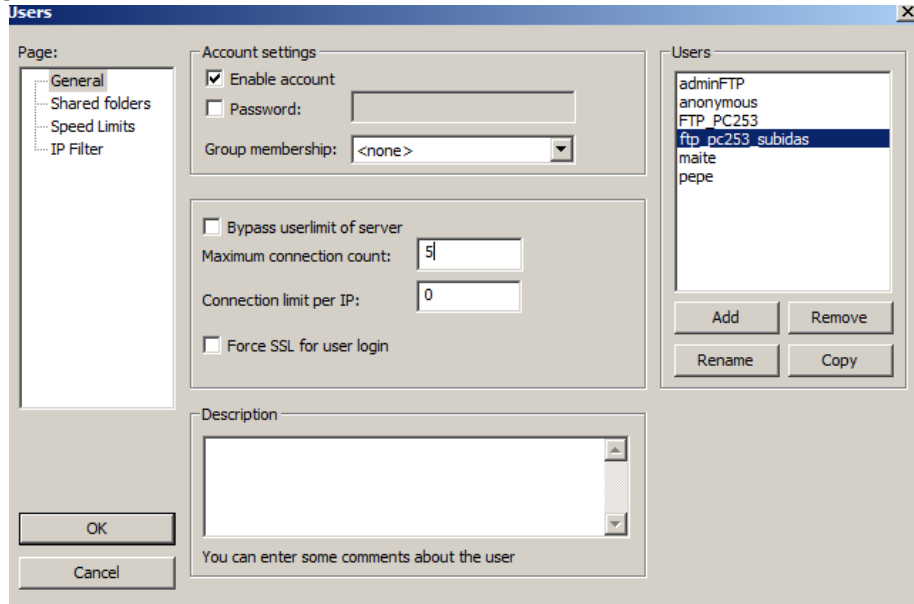 Users
Page:
General
Shared folders
Speed Limits
IP Filter
OK
Cancel
Account settings
Enable account
Password:
Group membership: <none>
Bypass userlimit of server
Maximum connection count: 5
Connection limit per IP: 0
Force SSL for user login
Description
You can enter some comments about the user
Users
adminFTP
anonymous
FTP_PC253
ftp_pc253_subidas
maite
pepe
Add Remove
Rename Copy